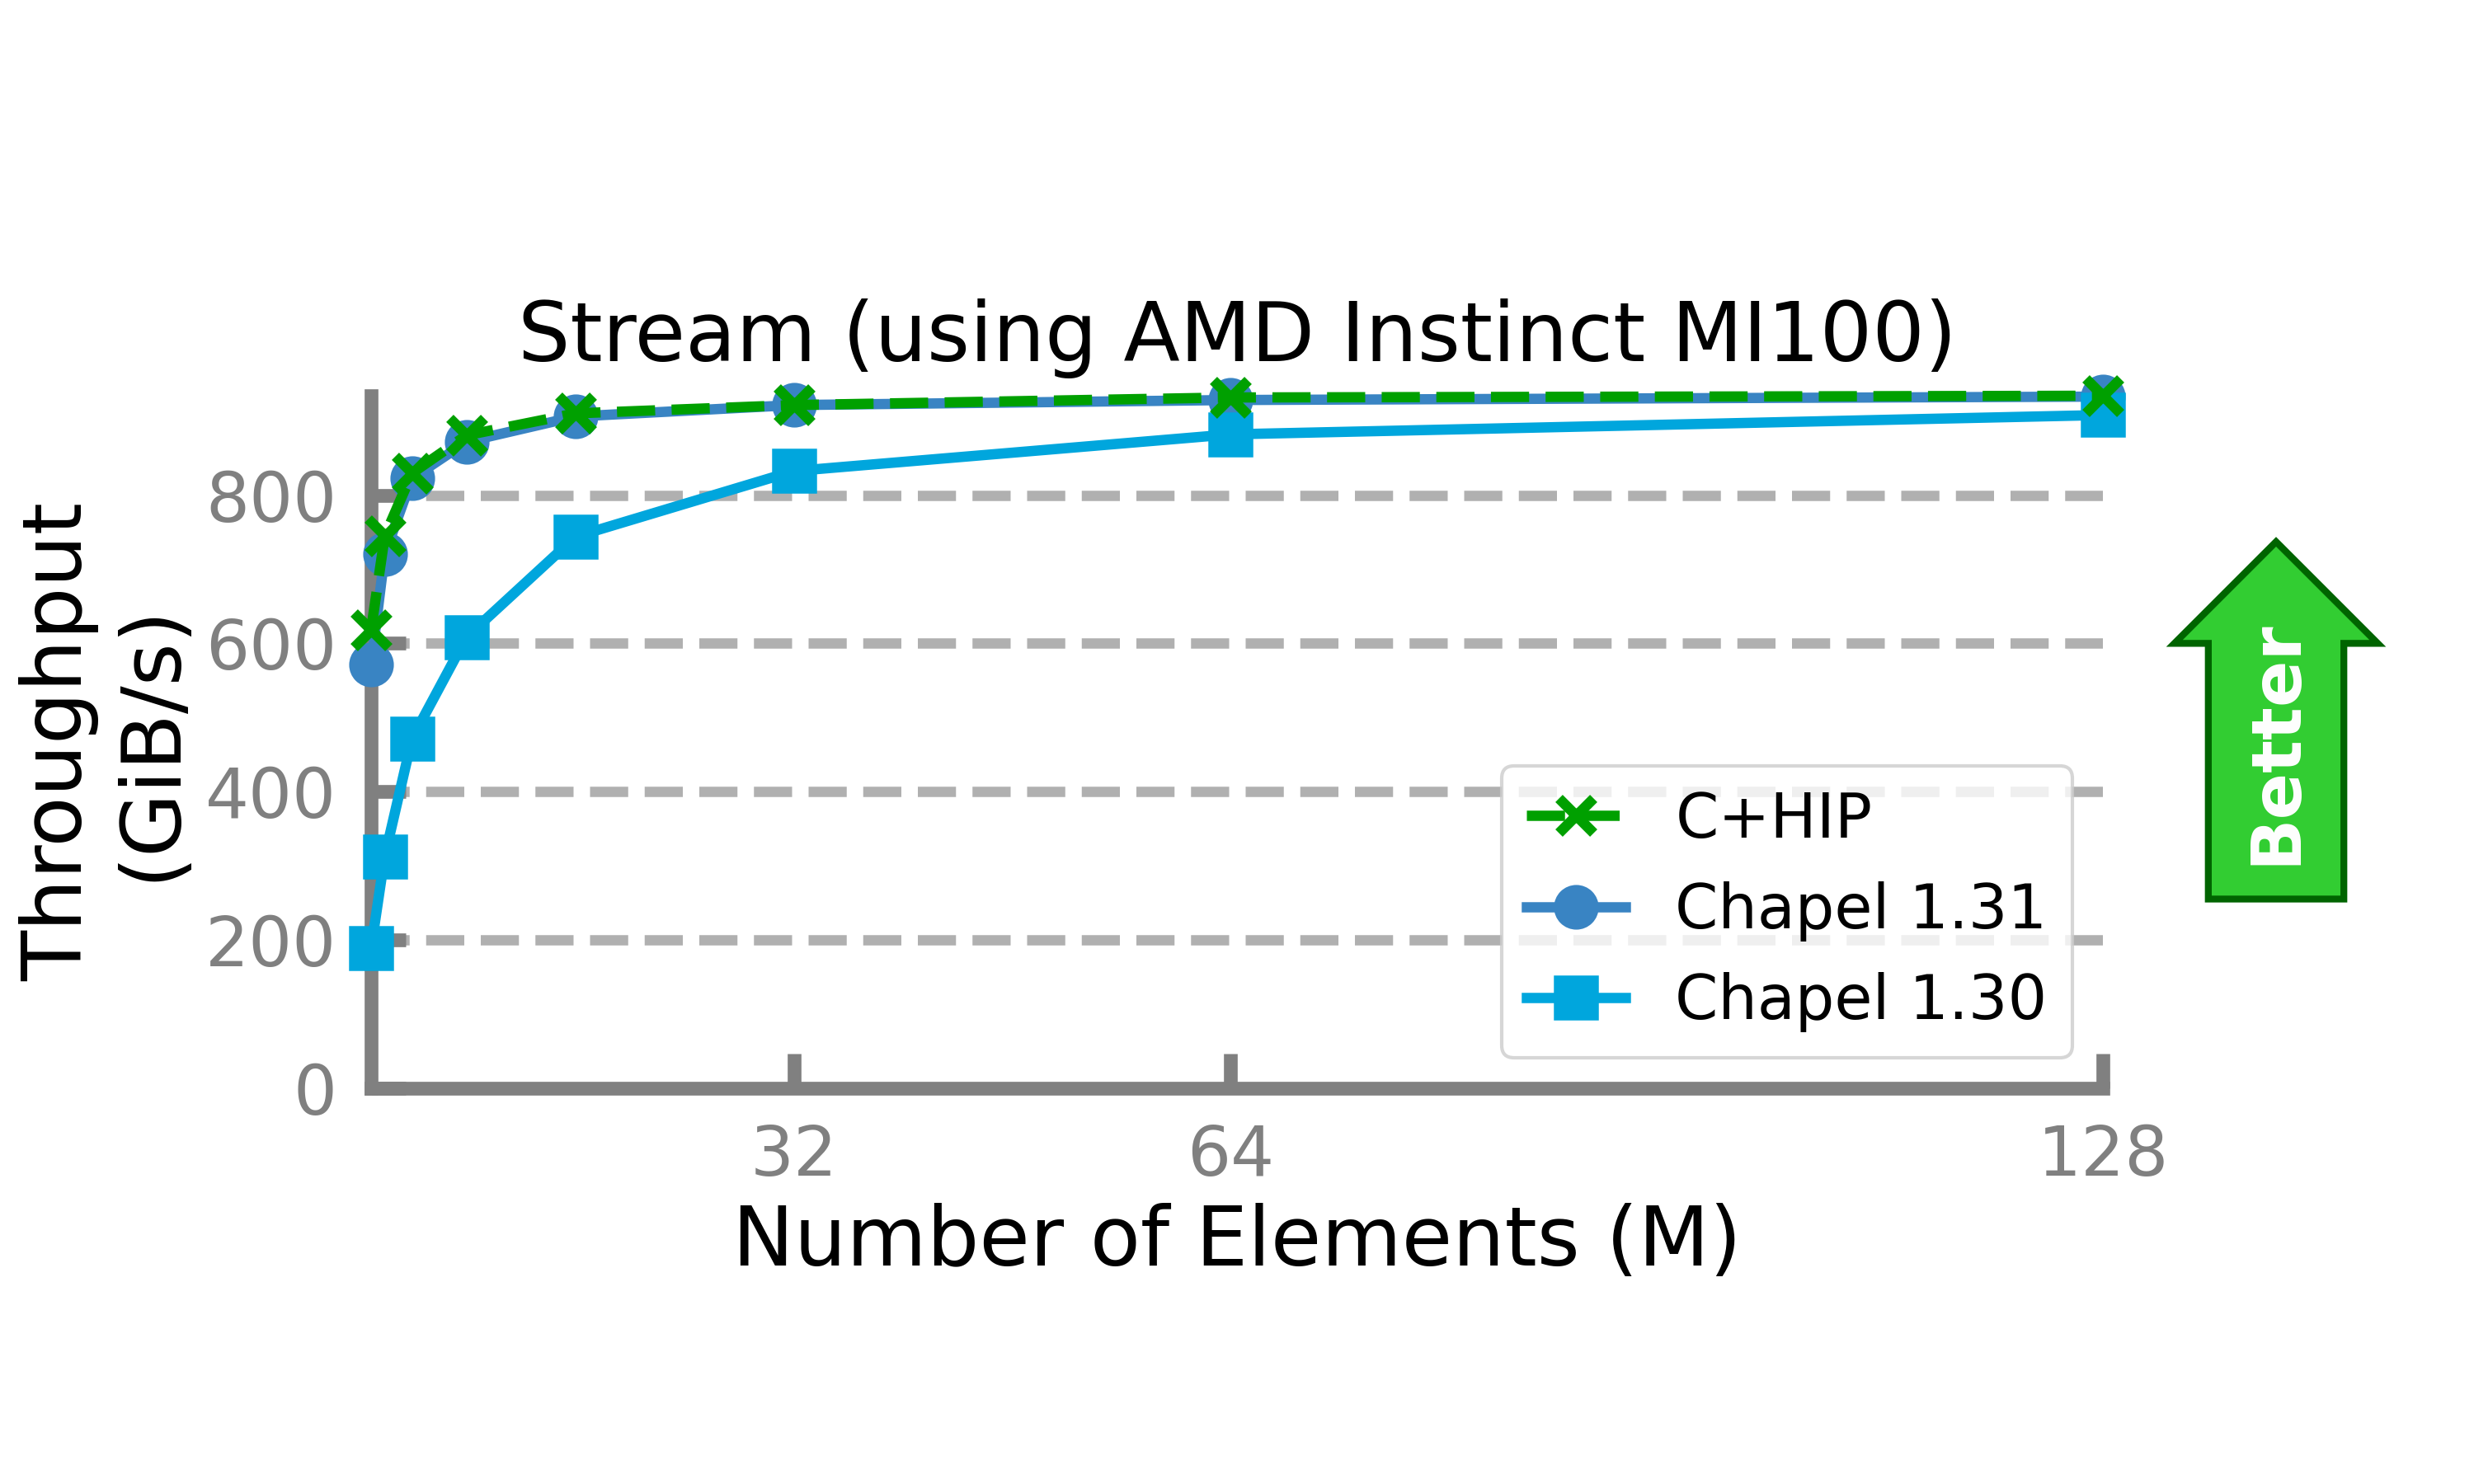 Stream (using AMD Instinct MI100)
Throughput
(GiB/s)
800
600
400
200
0
32
64
128
Number of Elements (M)
C+HIP
Chapel 1.31
Chapel 1.30
Better